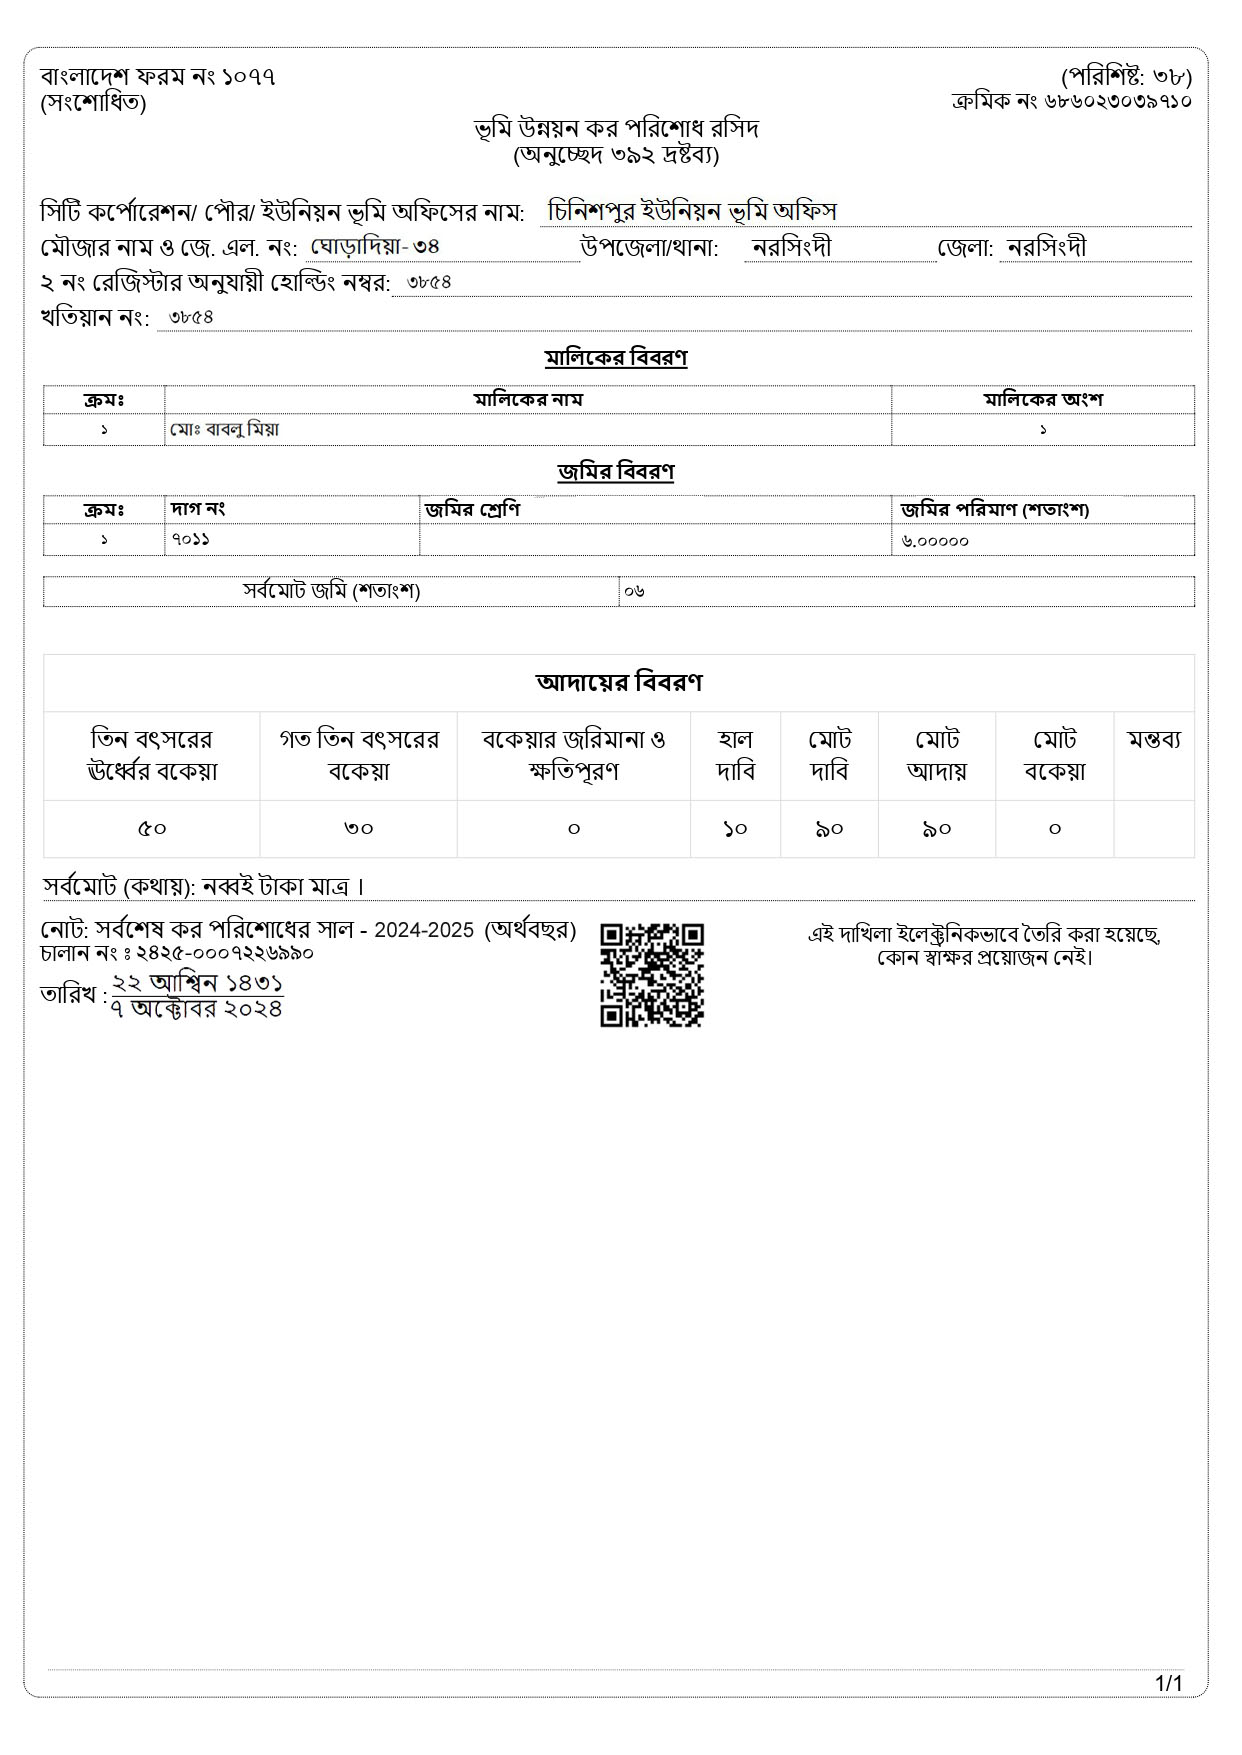 বাংলাদেশ ফরম নং ১০৭৭
(সংশোধিত)
(পরিশিষ্ট: ৩৮)
ক্রমিক নং ৬৮৬০২৩০৩৯৭১০
ভূমি উন্নয়ন কর পরিশোধ রসিদ
(অনুচ্ছেদ ৩৯২ দ্রষ্টব্য)
সিটি কর্পোরেশন/ পৌর/ ইউনিয়ন ভূমি অফিসের নাম: চিনিশপুর ইউনিয়ন ভূমি অফিস
মৌজার নাম ও জে. এল. নং: ঘোড়াদিয়া- ৩৪ উপজেলা/থানা: নরসিংদী জেলা: নরসিংদী
২ নং রেজিস্টার অনুযায়ী হোল্ডিং নম্বর: ৩৮৫৪
খতিয়ান নং: ৩৮৫৪
মালিকের বিবরণ
ক্রমঃ মালিকের নাম মালিকের অংশ
১ মোঃ বাবলু মিয়া ১
জমির বিবরণ
ক্রমঃ দাগ নং জমির শ্রেণি জমির পরিমাণ (শতাংশ)
১ ৭০১১ ৬.০০০০০
সর্বমোট জমি (শতাংশ) ০৬
আদায়ের বিবরণ
তিন বৎসরের ঊর্ধ্বের বকেয়া গত তিন বৎসরের বকেয়া বকেয়ার জরিমানা ও ক্ষতিপূরণ হাল দাবি মোট দাবি মোট আদায় মোট বকেয়া মন্তব্য
৫০ ৩০ ০ ১০ ৯০ ৯০ ০
সর্বমোট (কথায়): নব্বই টাকা মাত্র ।
নোট: সর্বশেষ কর পরিশোধের সাল - 2024-2025 (অর্থবছর)
চালান নং ঃ ২৪২৫-০০০৭২২৬৯৯০
তারিখ : ২২ আশ্বিন ১৪৩১
৭ অক্টোবর ২০২৪
এই দাখিলা ইলেক্ট্রনিকভাবে তৈরি করা হয়েছে,
কোন স্বাক্ষর প্রয়োজন নেই।
1/1